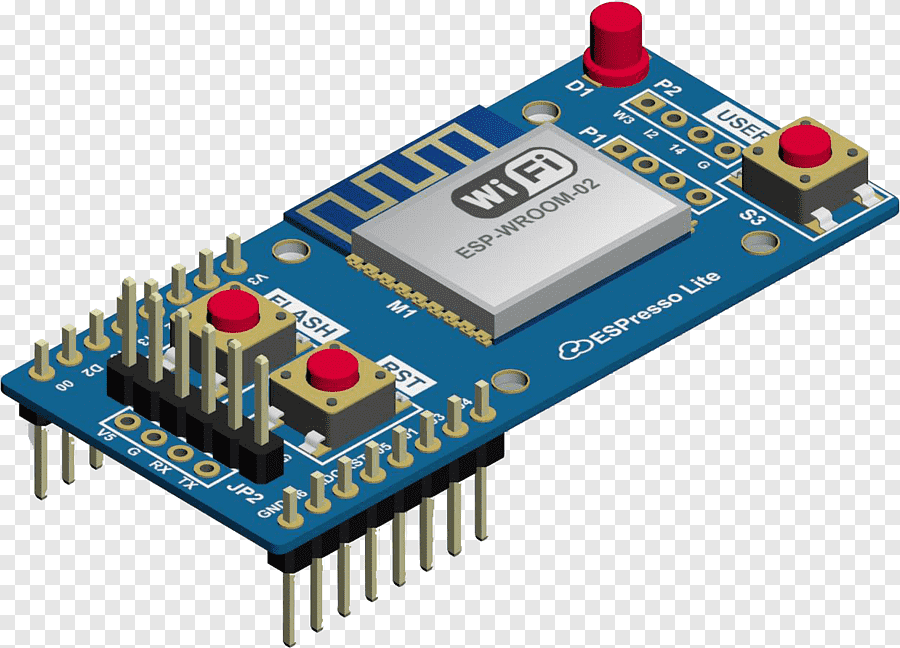 D1
P2
USER
W3 I2 14 G
P1
S3
WiFi
ESP-WROOM-02
M1
ESPresso Lite
V3
FLASH
RST
00
D2
V5 G RX TX
JP2
GND